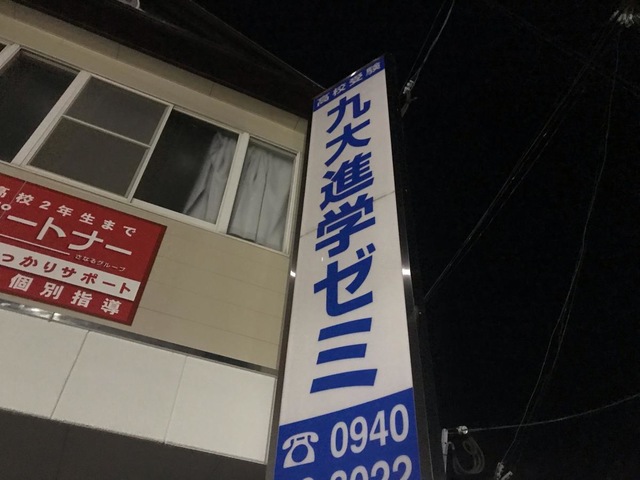 高校受験
九大進学ゼミ
0940
高校2年生まで
ートナー
さなるグループ
っかりサポート
個別指導